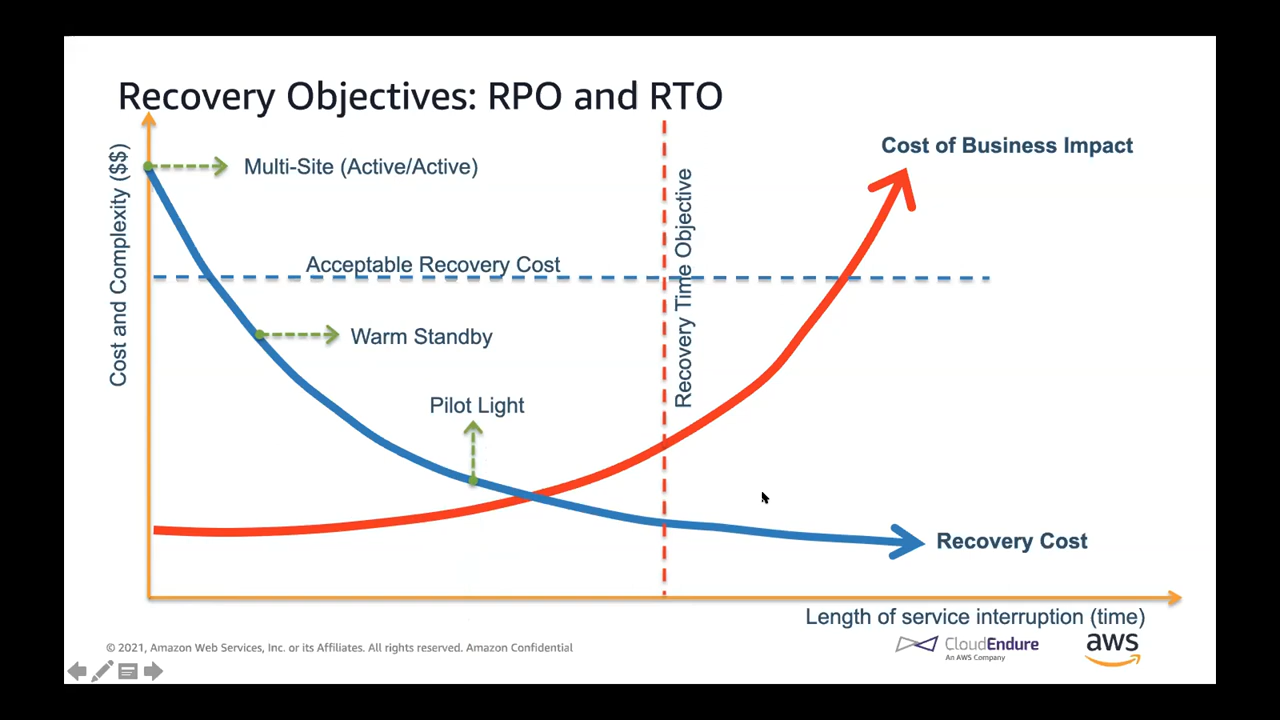 Recovery Objectives: RPO and RTO
Cost and Complexity ($$)
Multi-Site (Active/Active)
Cost of Business Impact
Recovery Time Objective
Acceptable Recovery Cost
Warm Standby
Pilot Light
Recovery Cost
Length of service interruption (time)
© 2021, Amazon Web Services, Inc. or its Affiliates. All rights reserved. Amazon Confidential
CloudEndure
An AWS Company
aws